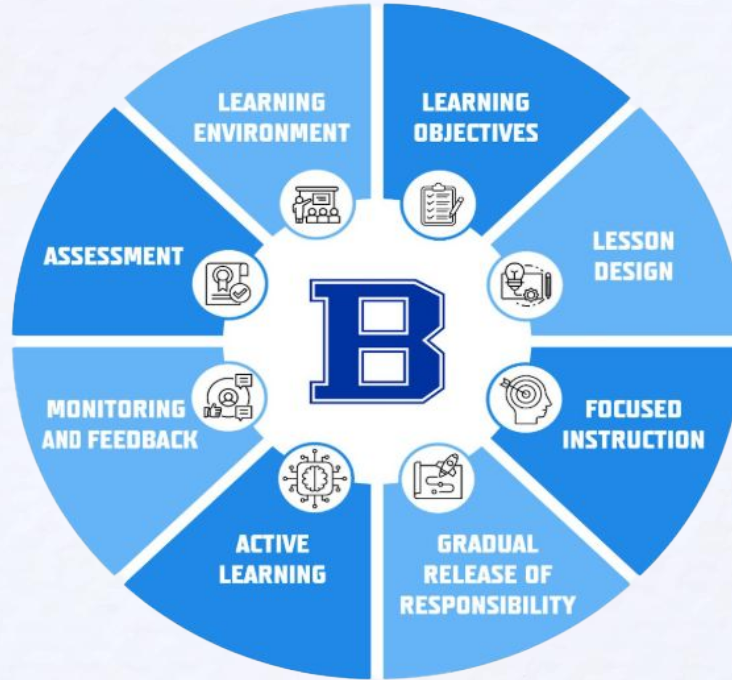 LEARNING
ENVIRONMENT
LEARNING
OBJECTIVES
LESSON
DESIGN
FOCUSED
INSTRUCTION
GRADUAL
RELEASE OF
RESPONSIBILITY
ACTIVE
LEARNING
MONITORING
AND FEEDBACK
ASSESSMENT
B